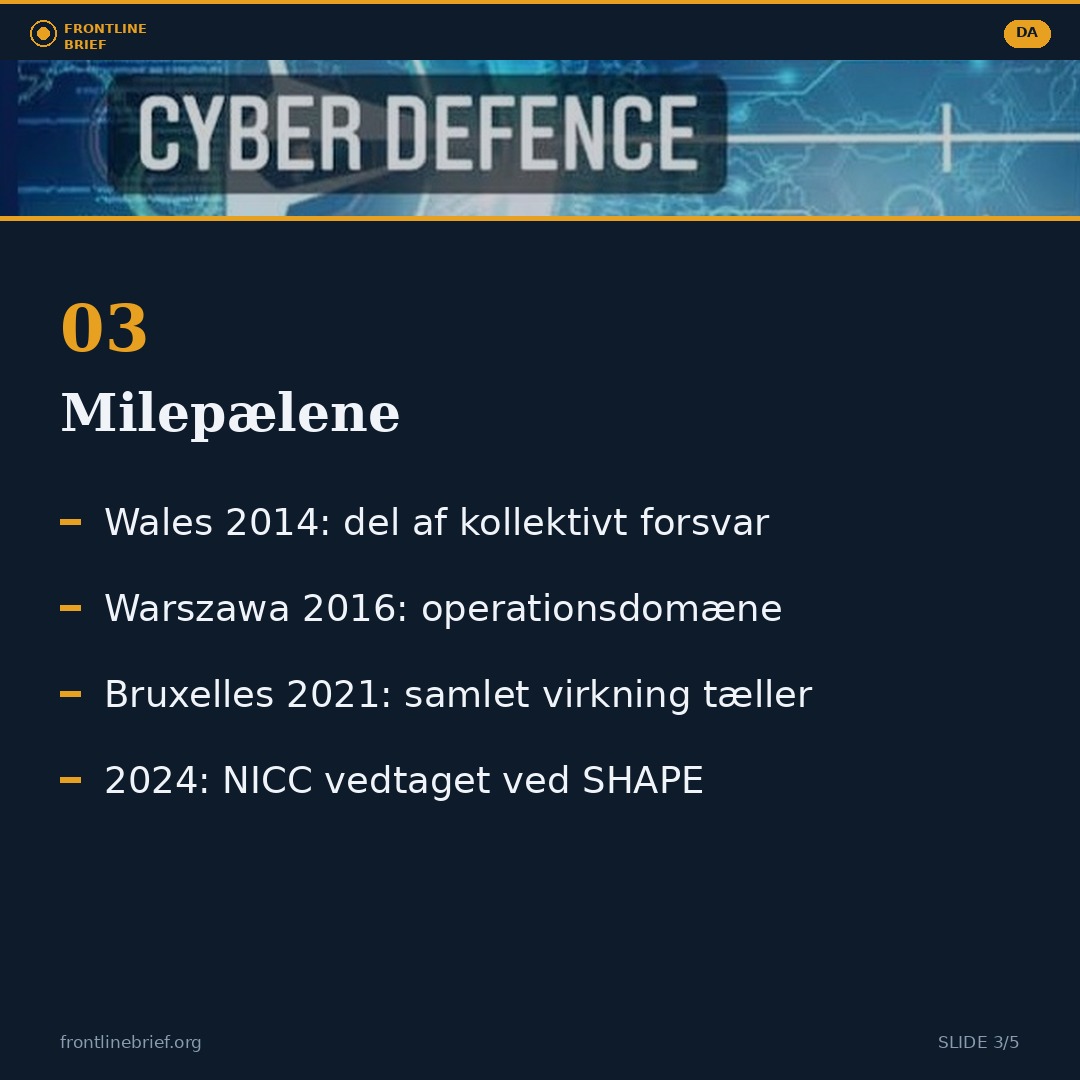 FRONTLINE
BRIEF
DA
CYBER DEFENCE
03
Milepælene
Wales 2014: del af kollektivt forsvar
Warszawa 2016: operationsdomæne
Bruxelles 2021: samlet virkning tæller
2024: NICC vedtaget ved SHAPE
frontlinebrief.org
SLIDE 3/5